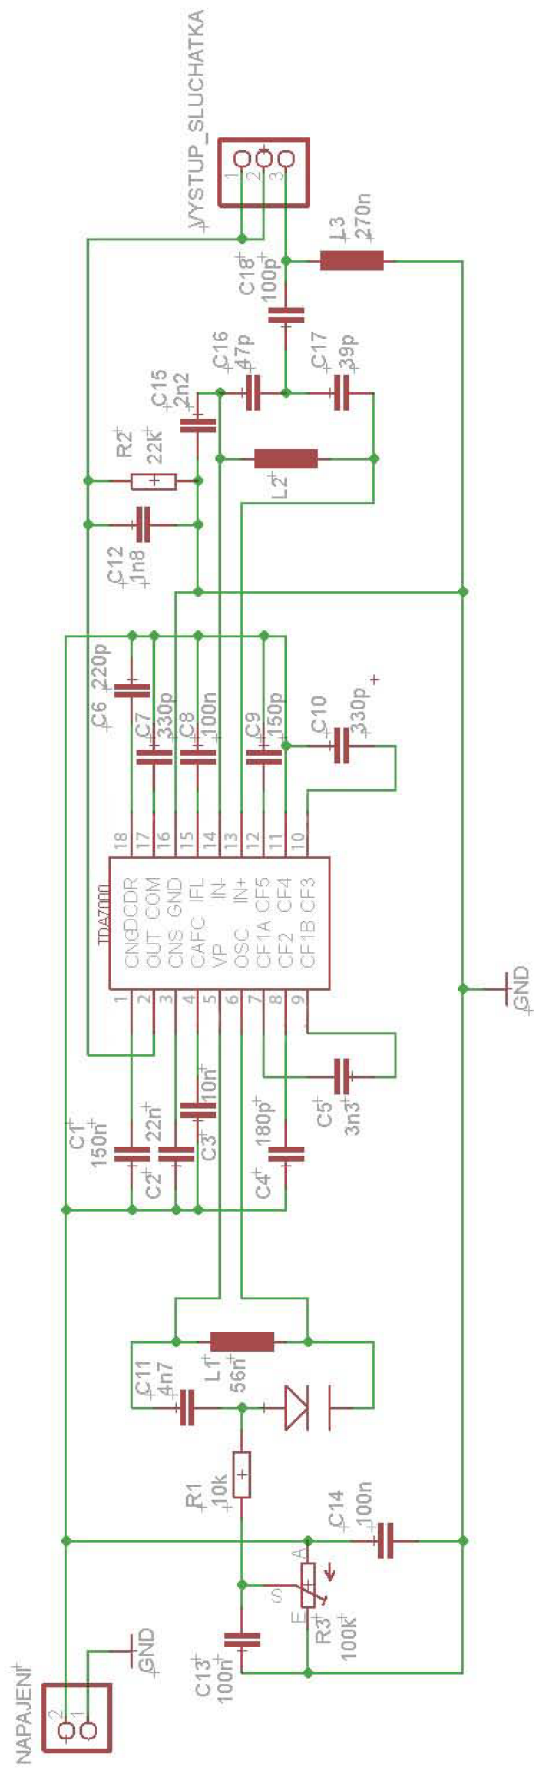 NAPAJENI
2
1
GND
C13
100n
R3
100k
A
S
E
C14
100n
R1
10k
C11
4n7
L1
56n
C1
150n
C2
22n
C3
10n
C4
180p
C5
3n3
TDA7000
1
2
3
4
5
6
7
8
9
18
17
16
15
14
13
12
11
10
CNGDCDR
OUT COM
CNS GND
CAFC IFL
VP IN-
OSC IN+
CF1A CF5
CF2 CF4
CF1B CF3
GND
C6
220p
C7
330p
C8
100n
C9
150p
C10
330p
C12
1n8
R2
22k
C15
2n2
C16
47p
C17
39p
L2
C18
100p
L3
270n
VYSTUP_SLUCHATKA
1
2
3